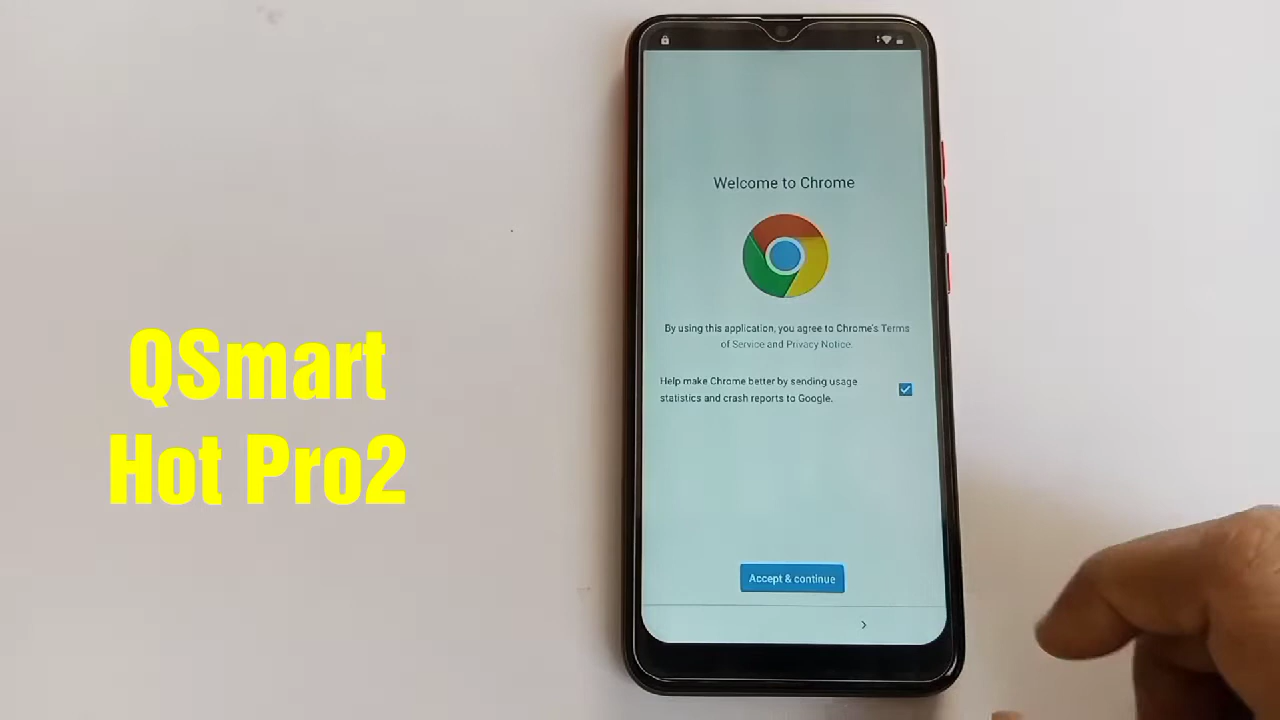 QSmart
Hot Pro2
Welcome to Chrome
By using this application, you agree to Chrome's Terms
of Service and Privacy Notice.
Help make Chrome better by sending usage
statistics and crash reports to Google.
Accept & continue